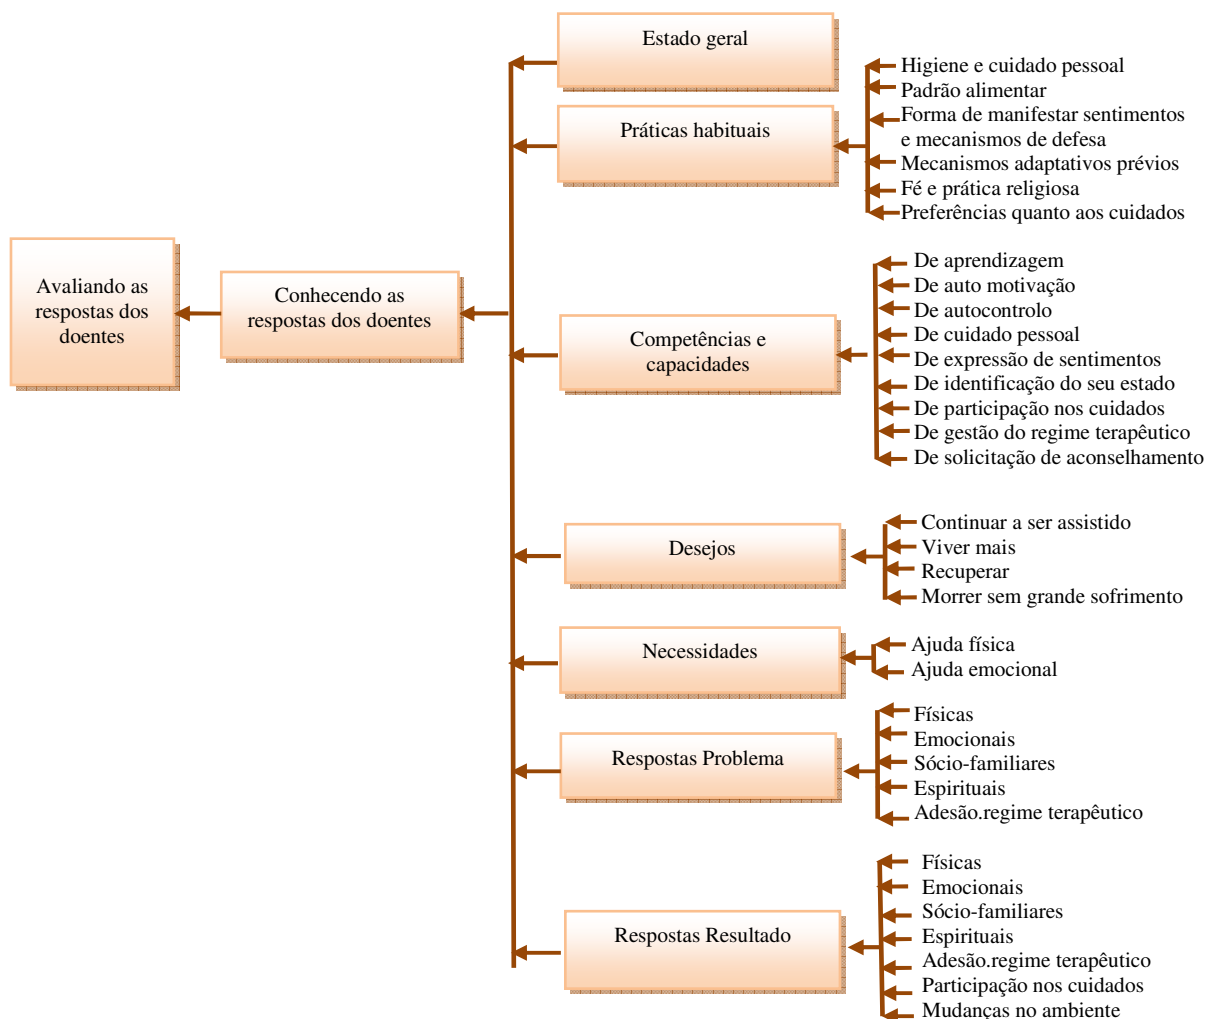 Avaliando as
respostas dos
doentes
Conhecendo as
respostas dos doentes
Estado geral
Práticas habituais
Higiene e cuidado pessoal
Padrão alimentar
Forma de manifestar sentimentos
e mecanismos de defesa
Mecanismos adaptativos prévios
Fé e prática religiosa
Preferências quanto aos cuidados
Competências e
capacidades
De aprendizagem
De auto motivação
De autocontrolo
De cuidado pessoal
De expressão de sentimentos
De identificação do seu estado
De participação nos cuidados
De gestão do regime terapêutico
De solicitação de aconselhamento
Desejos
Continuar a ser assistido
Viver mais
Recuperar
Morrer sem grande sofrimento
Necessidades
Ajuda física
Ajuda emocional
Respostas Problema
Físicas
Emocionais
Sócio-familiares
Espirituais
Adesão.regime terapêutico
Respostas Resultado
Físicas
Emocionais
Sócio-familiares
Espirituais
Adesão.regime terapêutico
Participação nos cuidados
Mudanças no ambiente